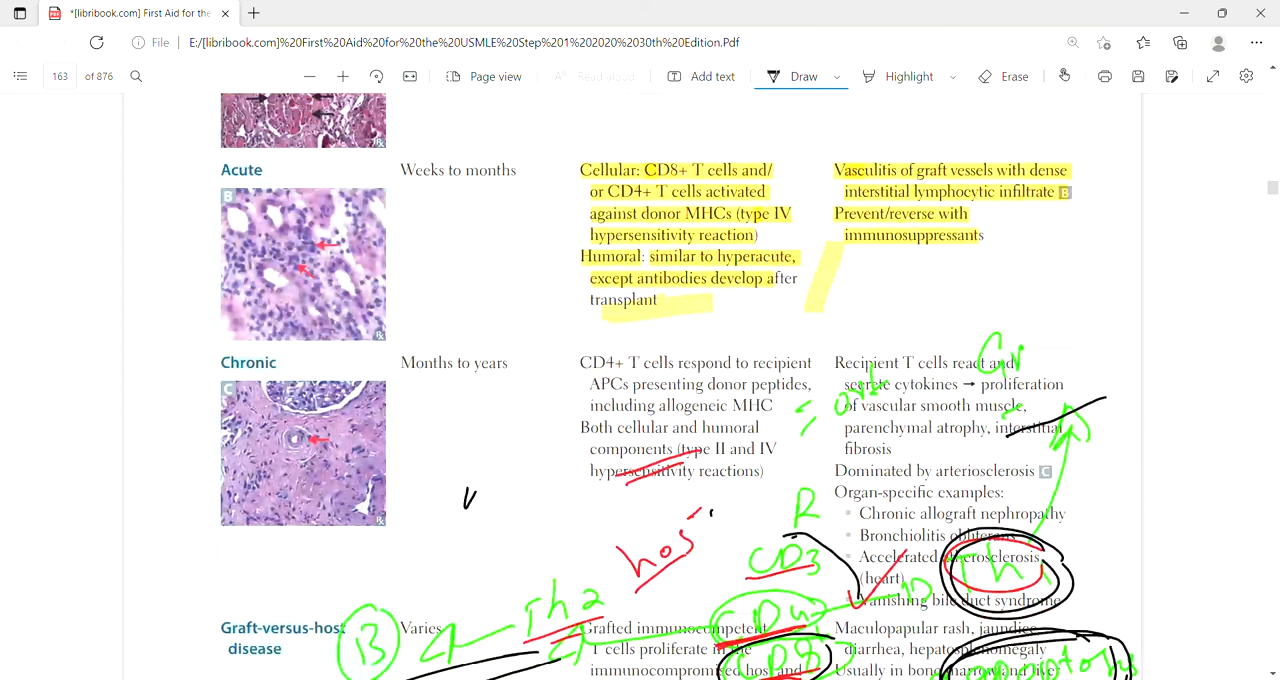 *[libribook.com] First Aid for the
File
E:/[libribook.com]%20First%20Aid%20for%20the%20USMLE%20Step%201%202020%2030th%20Edition.Pdf
163 of 876
Page view
Read aloud
Add text
Draw
Highlight
Erase
Acute
Weeks to months
Cellular: CD8+ T cells and/
or CD4+ T cells activated
against donor MHCs (type IV
hypersensitivity reaction)
Humoral: similar to hyperacute,
except antibodies develop after
transplant
Vasculitis of graft vessels with dense
interstitial lymphocytic infiltrate B
Prevent/reverse with
immunosuppressants
B
Chronic
Months to years
CD4+ T cells respond to recipient
APCs presenting donor peptides,
including allogeneic MHC
Both cellular and humoral
components (type II and IV
hypersensitivity reactions)
Recipient T cells react and
secrete cytokines → proliferation
of vascular smooth muscle,
parenchymal atrophy, interstitial
fibrosis
Dominated by arteriosclerosis C
Organ-specific examples:
Chronic allograft nephropathy
Bronchiolitis obliterans
Accelerated atherosclerosis
(heart)
Vanishing bile duct syndrome
C
Gr
R
CD3
Th2
B
CD4
CD8
Graft-versus-host
disease
Varies
Grafted immunocompetent
T cells proliferate in the
immunocompromised host and
Maculopapular rash, jaundice,
diarrhea, hepatosplenomegaly
Usually in bone marrow and liver